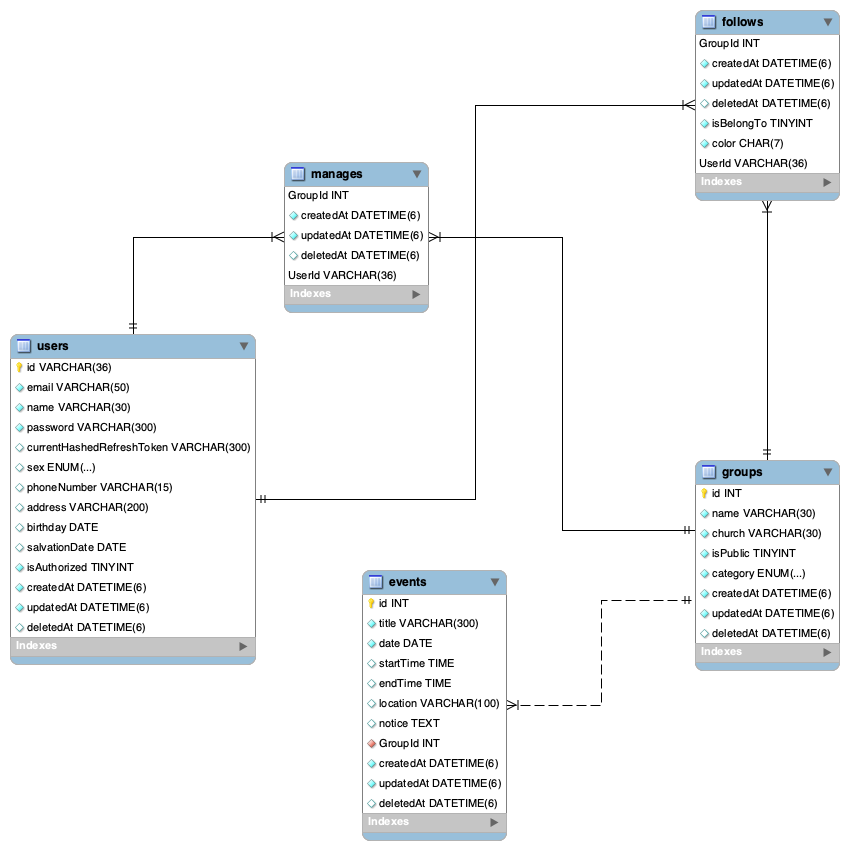 follows
GroupId INT
createdAt DATETIME(6)
updatedAt DATETIME(6)
deletedAt DATETIME(6)
isBelongTo TINYINT
color CHAR(7)
UserId VARCHAR(36)
Indexes
manages
GroupId INT
createdAt DATETIME(6)
updatedAt DATETIME(6)
deletedAt DATETIME(6)
UserId VARCHAR(36)
Indexes
users
id VARCHAR(36)
email VARCHAR(50)
name VARCHAR(30)
password VARCHAR(300)
currentHashedRefreshToken VARCHAR(300)
sex ENUM(...)
phoneNumber VARCHAR(15)
address VARCHAR(200)
birthday DATE
salvationDate DATE
isAuthorized TINYINT
createdAt DATETIME(6)
updatedAt DATETIME(6)
deletedAt DATETIME(6)
Indexes
groups
id INT
name VARCHAR(30)
church VARCHAR(30)
isPublic TINYINT
category ENUM(...)
createdAt DATETIME(6)
updatedAt DATETIME(6)
deletedAt DATETIME(6)
Indexes
events
id INT
title VARCHAR(300)
date DATE
startTime TIME
endTime TIME
location VARCHAR(100)
notice TEXT
GroupId INT
createdAt DATETIME(6)
updatedAt DATETIME(6)
deletedAt DATETIME(6)
Indexes